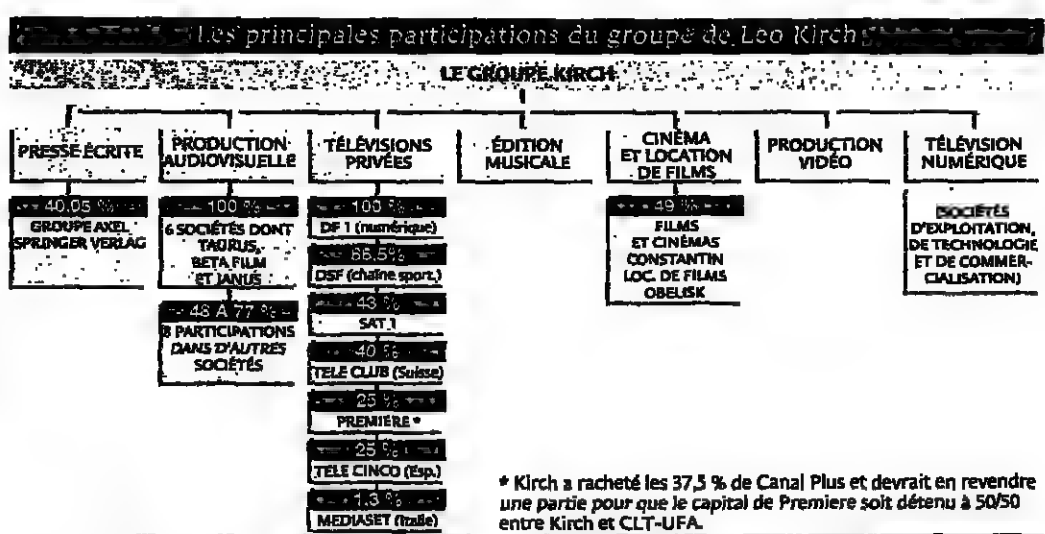 Les principales participations du groupe de Leo Kirch
LE GROUPE KIRCH
PRESSE ÉCRITE
40,05 %
GROUPE AXEL
SPRINGER VERLAG
PRODUCTION
AUDIOVISUELLE
100 %
6 SOCIÉTÉS DONT
TAURUS,
BETA FILM
ET JANUS
48 A 77 %
8 PARTICIPATIONS
DANS D'AUTRES
SOCIÉTÉS
TÉLÉVISIONS
PRIVÉES
100 %
DF 1 (numérique)
88,5%
DSF (chaîne sport.)
43 %
SAT 1
40 %
TELE CLUB (Suisse)
25 %
PREMIERE *
25 %
TELE CINCO (Esp.)
1,3 %
MEDIASET (Italie)
ÉDITION
MUSICALE
CINÉMA
ET LOCATION
DE FILMS
49 %
FILMS
ET CINÉMAS
CONSTANTIN
LOC. DE FILMS
OBELISK
PRODUCTION
VIDÉO
TÉLÉVISION
NUMÉRIQUE
(SOCIÉTÉS
D'EXPLOITATION,
DE TECHNOLOGIE
ET DE COMMER-
CIALISATION)
* Kirch a racheté les 37,5 % de Canal Plus et devrait en revendre
une partie pour que le capital de Premiere soit détenu à 50/50
entre Kirch et CLT-UFA.